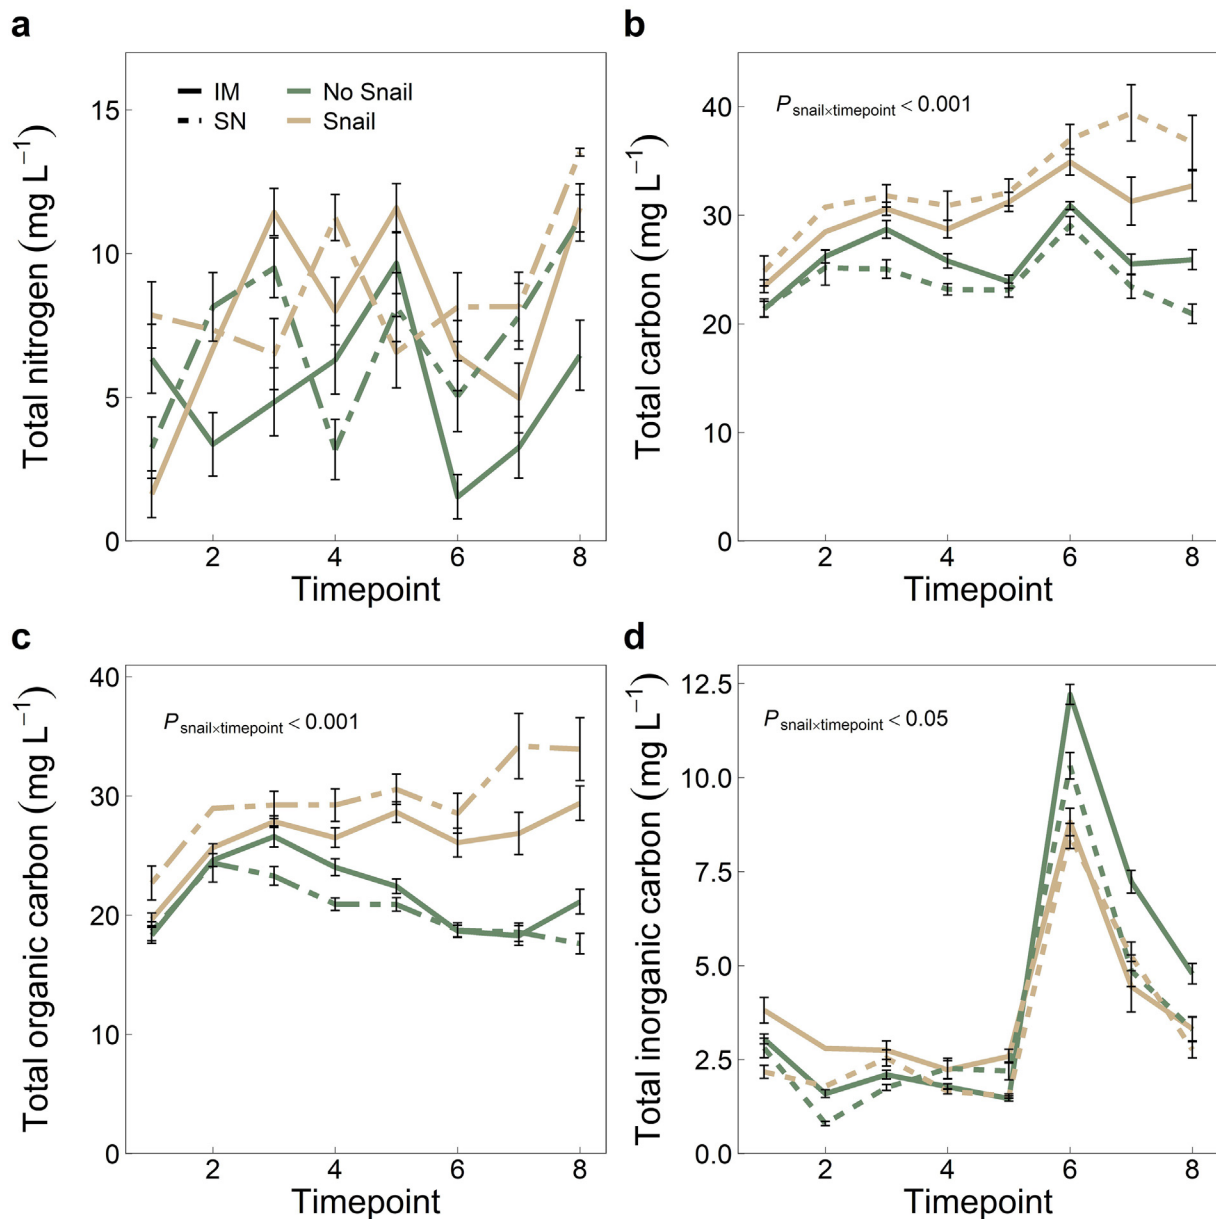 a
Total nitrogen (mg L⁻¹)
15
10
5
0
IM
No Snail
SN
Snail
2 4 6 8
Timepoint
b
Total carbon (mg L⁻¹)
40
30
20
10
0
P snail×timepoint < 0.001
2 4 6 8
Timepoint
c
Total organic carbon (mg L⁻¹)
40
30
20
10
0
P snail×timepoint < 0.001
2 4 6 8
Timepoint
d
Total inorganic carbon (mg L⁻¹)
12.5
10.0
7.5
5.0
2.5
0.0
P snail×timepoint < 0.05
2 4 6 8
Timepoint